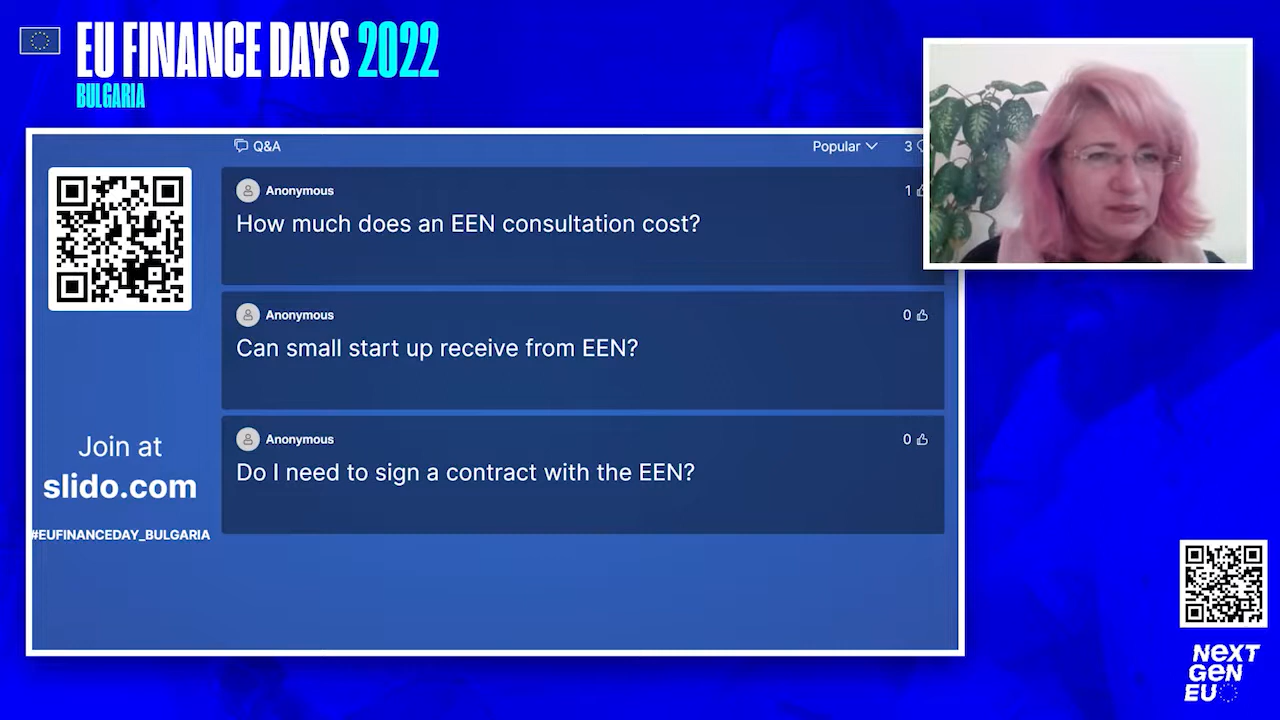 EU FINANCE DAYS 2022
BULGARIA
Q&A
Popular
3
Anonymous
1
How much does an EEN consultation cost?
Anonymous
0
Can small start up receive from EEN?
Anonymous
0
Do I need to sign a contract with the EEN?
Join at
slido.com
#EUFINANCEDAY_BULGARIA
NEXT
GEN
EU